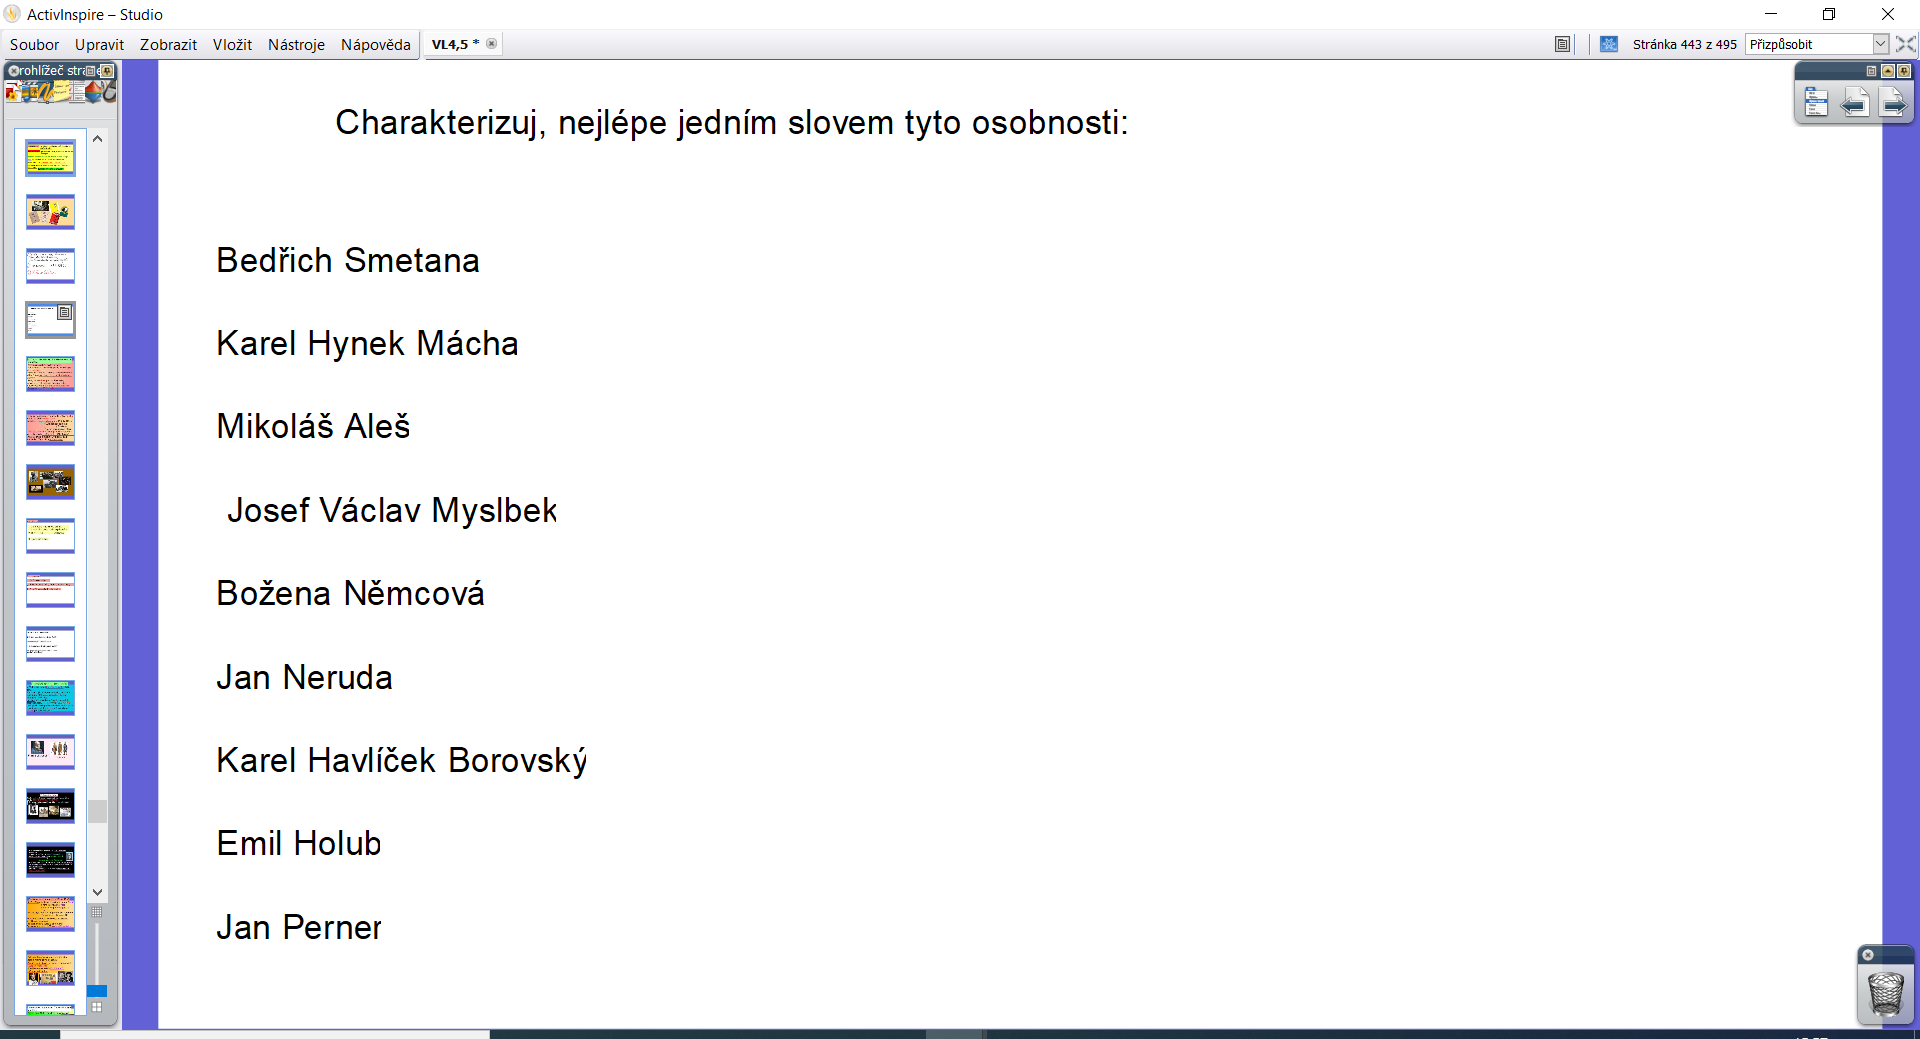 ActivInspire – Studio
Soubor Upravit Zobrazit Vložit Nástroje Nápověda VL4,5 * Stránka 443 z 495 Přizpůsobit
Charakterizuj, nejlépe jedním slovem tyto osobnosti:
Bedřich Smetana
Karel Hynek Mácha
Mikoláš Aleš
Josef Václav Myslbek
Božena Němcová
Jan Neruda
Karel Havlíček Borovský
Emil Holub
Jan Perner